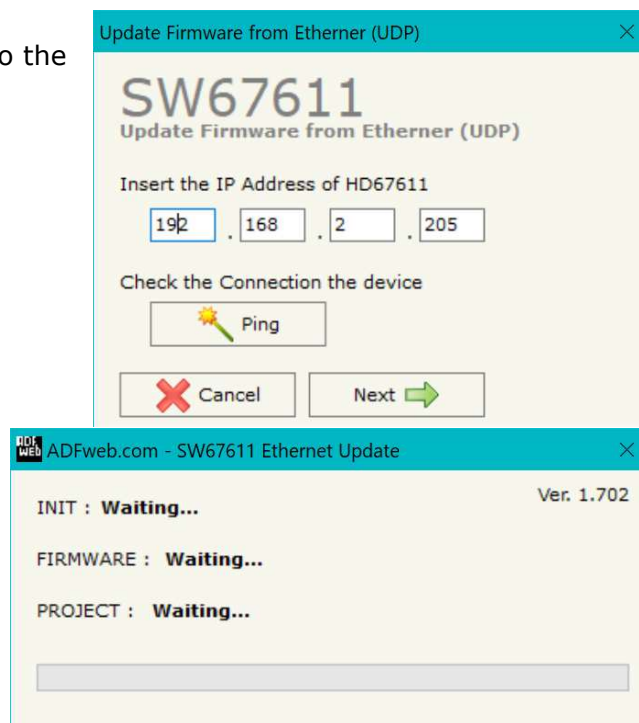 o the
Update Firmware from Etherner (UDP)
SW67611
Update Firmware from Etherner (UDP)
Insert the IP Address of HD67611
192 . 168 . 2 . 205
Check the Connection the device
Ping
Cancel Next
ADF WEB ADFweb.com - SW67611 Ethernet Update
Ver. 1.702
INIT : Waiting...
FIRMWARE : Waiting...
PROJECT : Waiting...